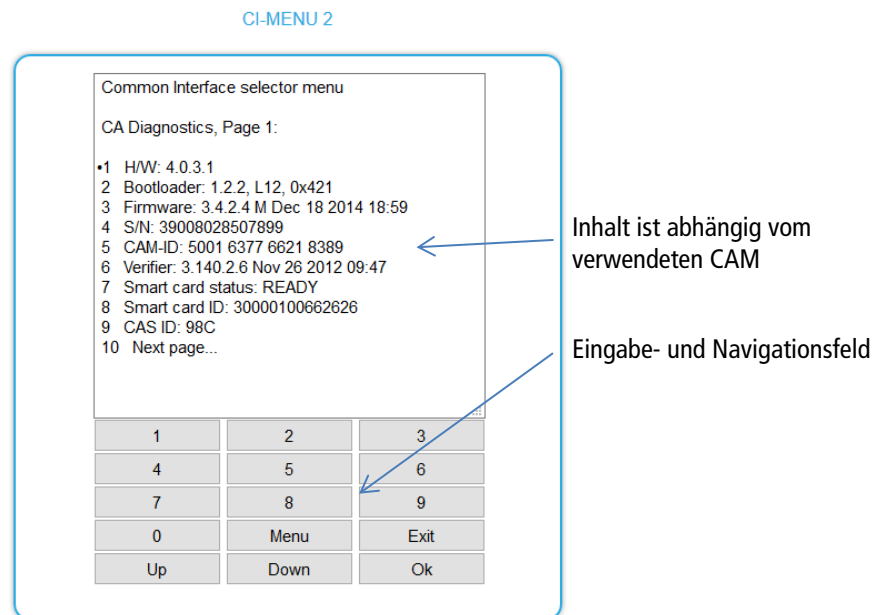 CI-MENU 2
Common Interface selector menu
CA Diagnostics, Page 1:
•1 H/W: 4.0.3.1
2 Bootloader: 1.2.2, L12, 0x421
3 Firmware: 3.4.2.4 M Dec 18 2014 18:59
4 S/N: 39008028507899
5 CAM-ID: 5001 6377 6621 8389
6 Verifier: 3.140.2.6 Nov 26 2012 09:47
7 Smart card status: READY
8 Smart card ID: 30000100662626
9 CAS ID: 98C
10 Next page...
Inhalt ist abhängig vom
verwendeten CAM
Eingabe- und Navigationsfeld
1 2 3
4 5 6
7 8 9
0 Menu Exit
Up Down Ok